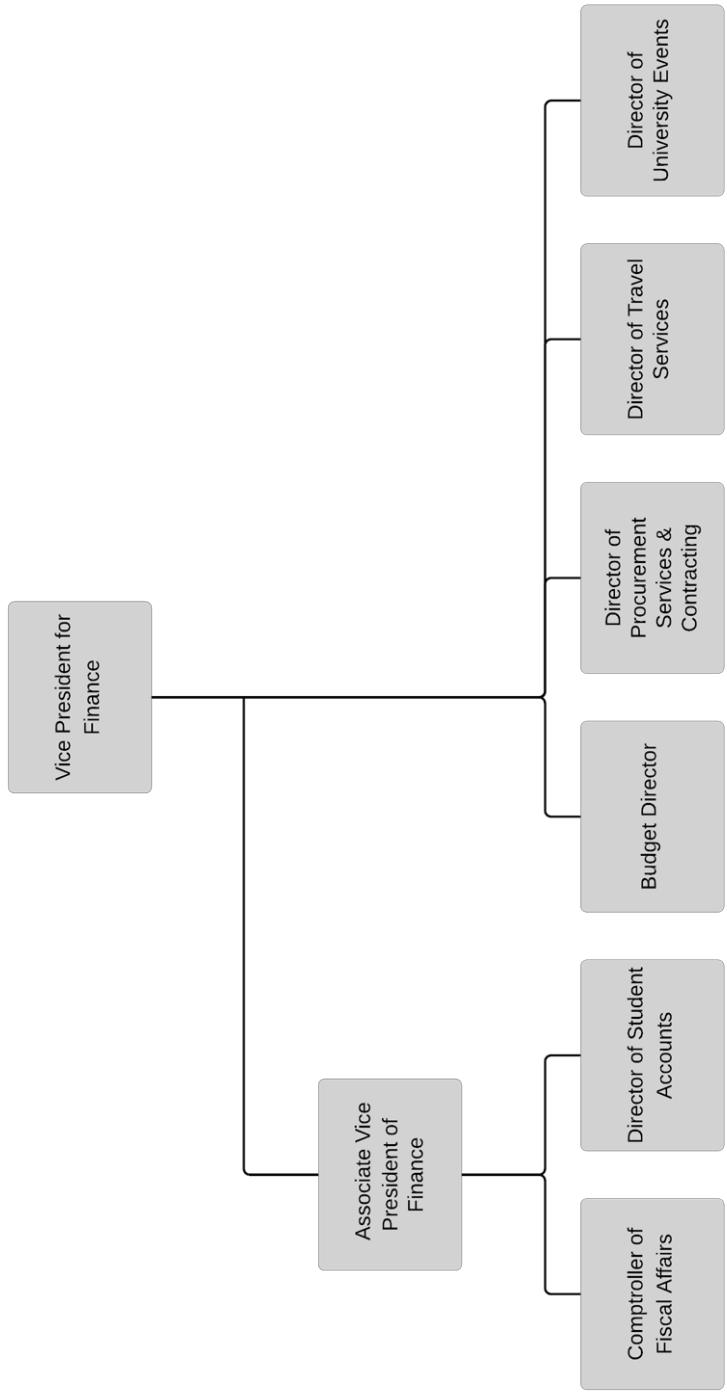 Vice President for
Finance
Associate Vice
President of
Finance
Comptroller of
Fiscal Affairs
Director of Student
Accounts
Budget Director
Director of
Procurement
Services &
Contracting
Director of Travel
Services
Director of
University Events